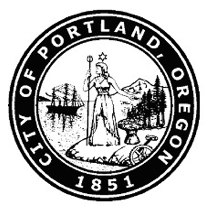 CITY OF PORTLAND, OREGON
1851